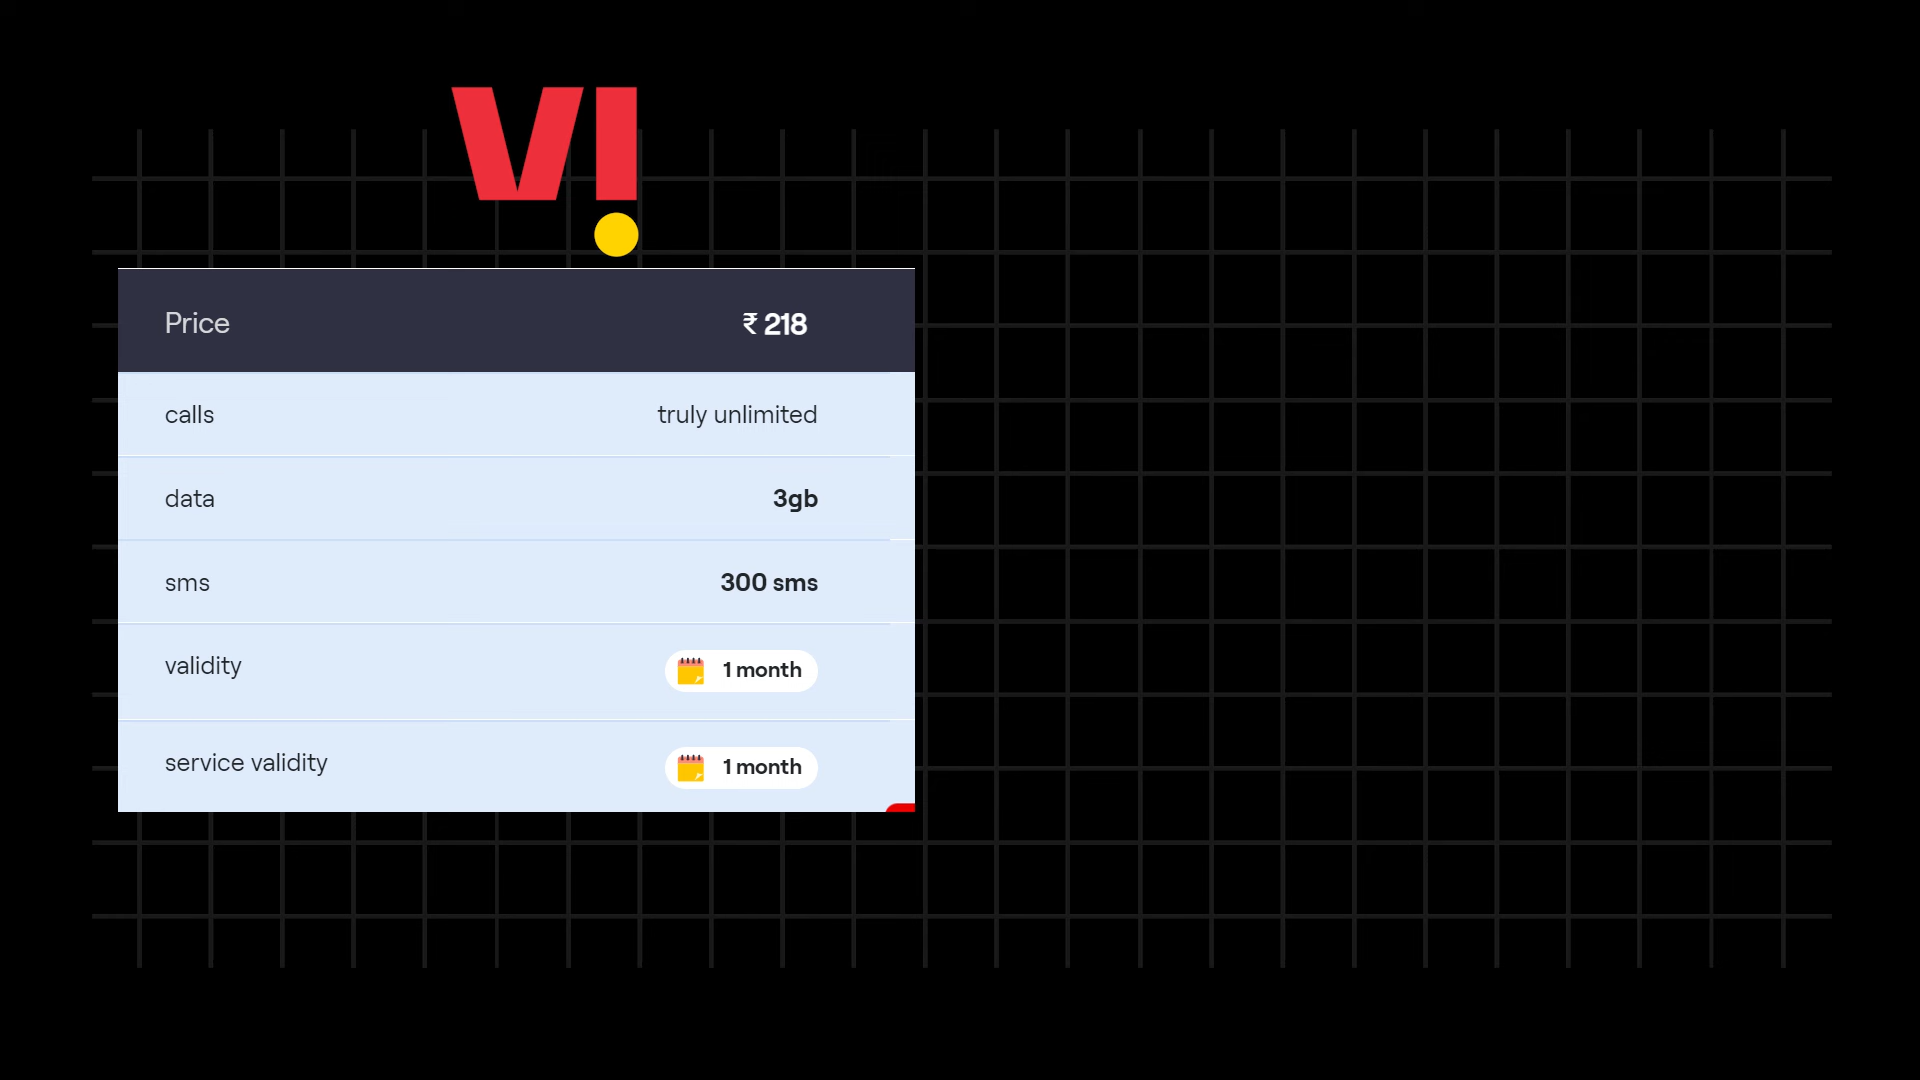 VI
Price ₹ 218
calls truly unlimited
data 3gb
sms 300 sms
validity 1 month
service validity 1 month